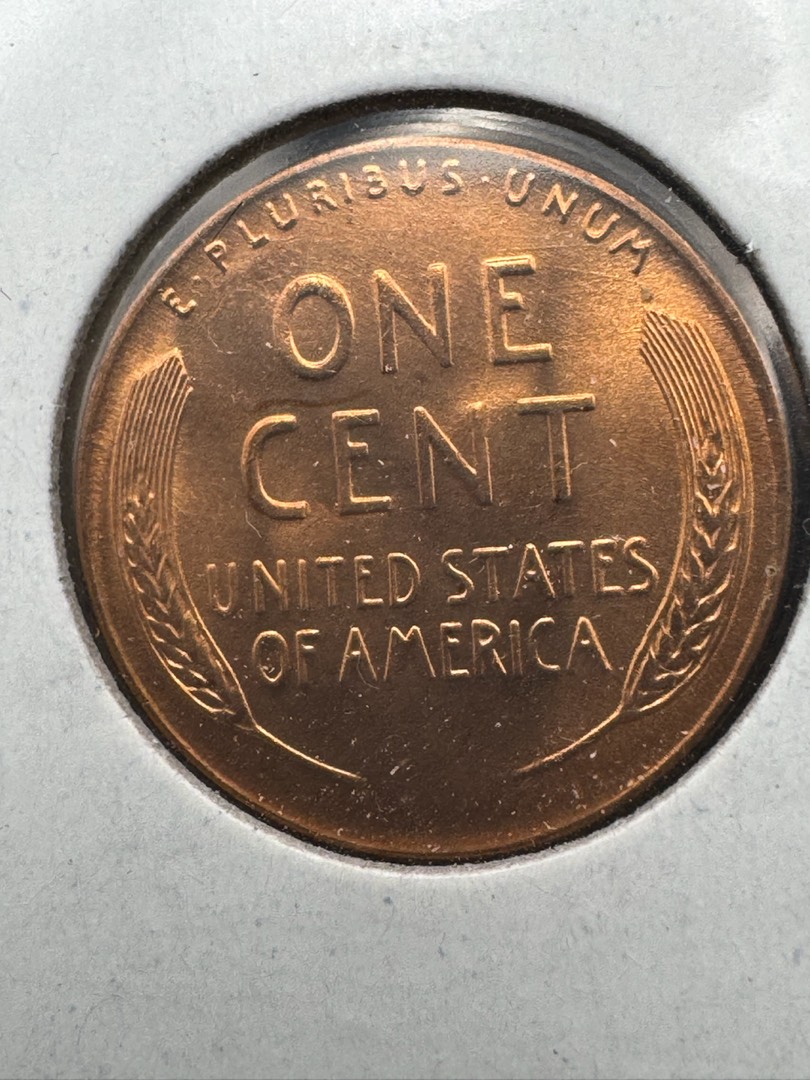 E·PLURIBUS·UNUM
ONE
CENT
UNITED STATES
OF AMERICA